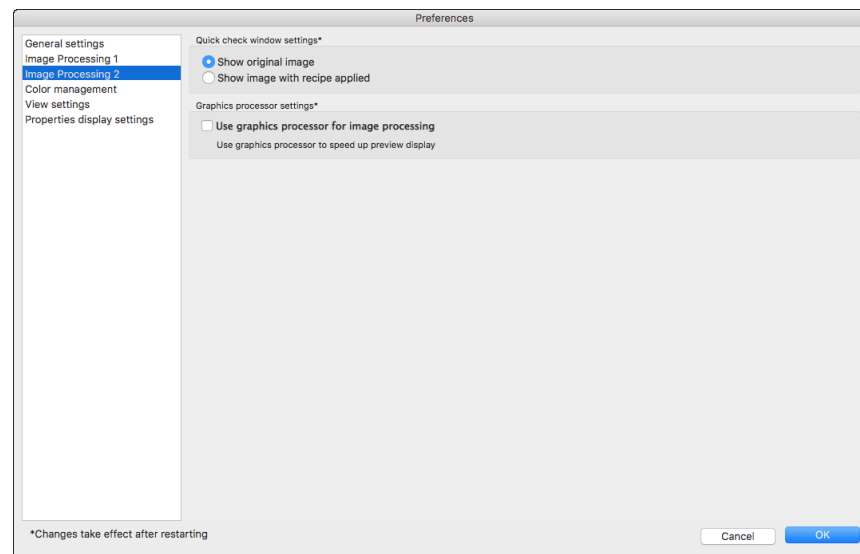 Preferences
General settings
Image Processing 1
Image Processing 2
Color management
View settings
Properties display settings
Quick check window settings*
Show original image
Show image with recipe applied
Graphics processor settings*
Use graphics processor for image processing
Use graphics processor to speed up preview display
*Changes take effect after restarting
Cancel
OK